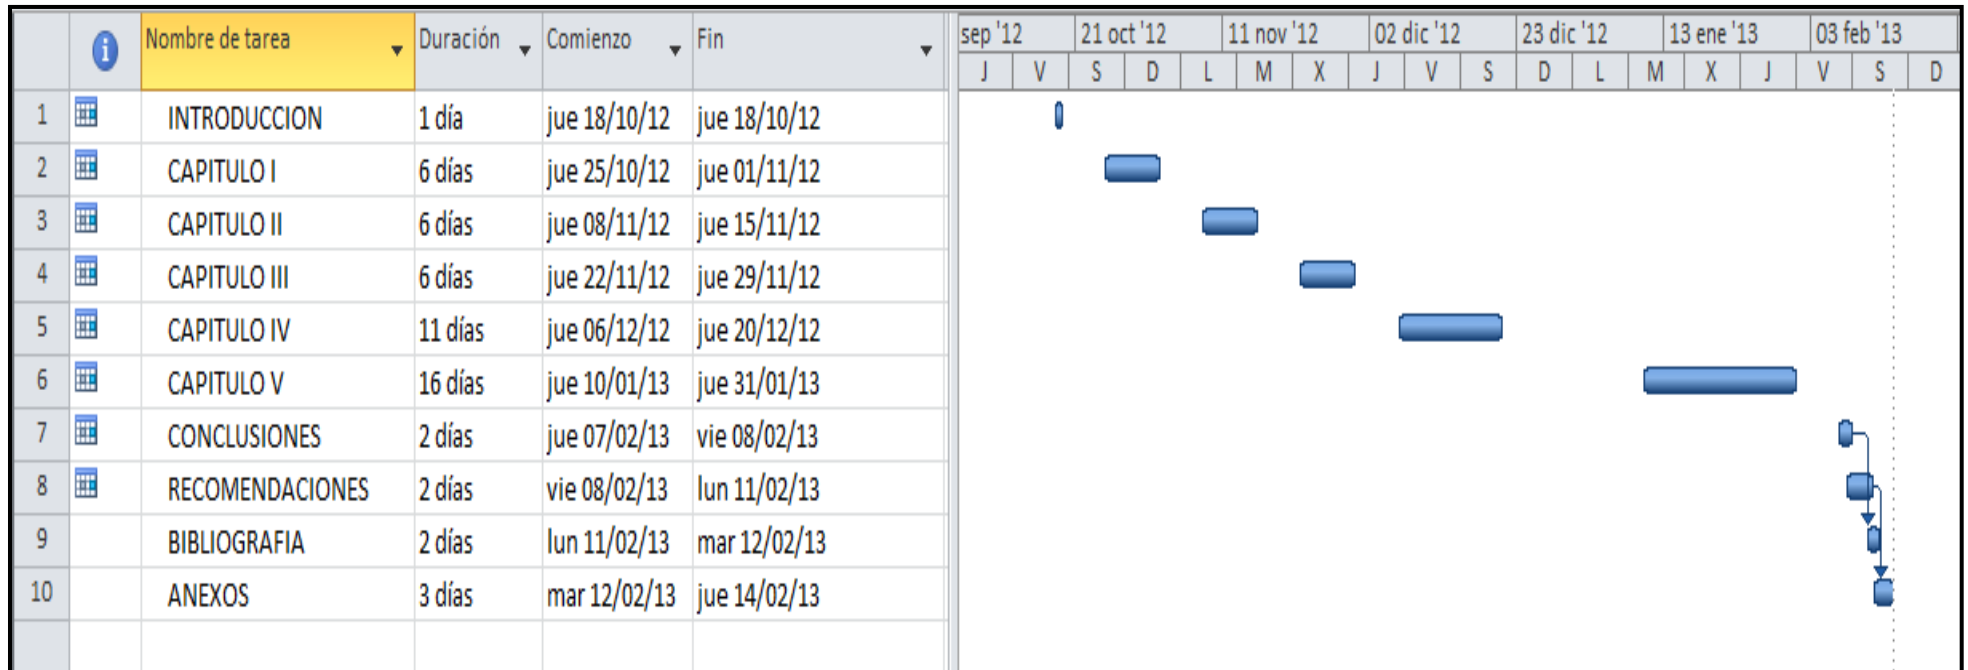 Nombre de tarea Duración Comienzo Fin sep '12 21 oct '12 11 nov '12 02 dic '12 23 dic '12 13 ene '13 03 feb '13
J V S D L M X J V S D L M X J V S D
1 INTRODUCCION 1 día jue 18/10/12 jue 18/10/12
2 CAPITULO I 6 días jue 25/10/12 jue 01/11/12
3 CAPITULO II 6 días jue 08/11/12 jue 15/11/12
4 CAPITULO III 6 días jue 22/11/12 jue 29/11/12
5 CAPITULO IV 11 días jue 06/12/12 jue 20/12/12
6 CAPITULO V 16 días jue 10/01/13 jue 31/01/13
7 CONCLUSIONES 2 días jue 07/02/13 vie 08/02/13
8 RECOMENDACIONES 2 días vie 08/02/13 lun 11/02/13
9 BIBLIOGRAFIA 2 días lun 11/02/13 mar 12/02/13
10 ANEXOS 3 días mar 12/02/13 jue 14/02/13